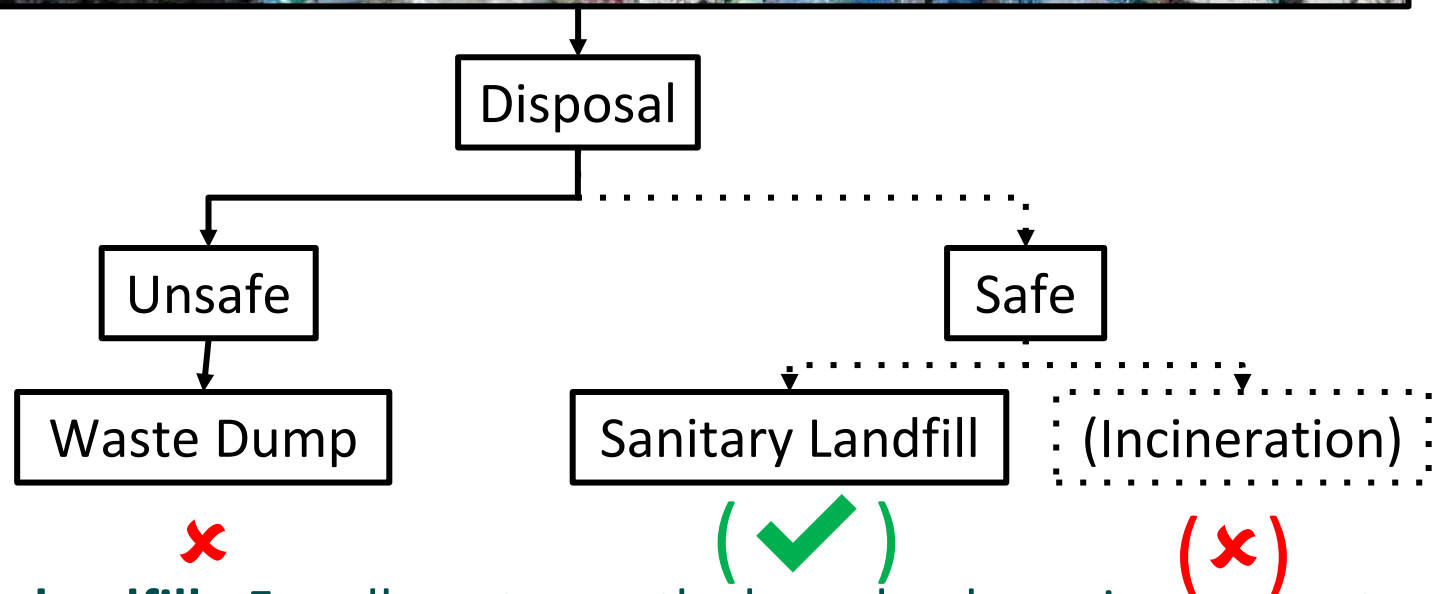 Disposal
Unsafe
Safe
Waste Dump
Sanitary Landfill
(Incineration)
✘
(✔)
(✘)